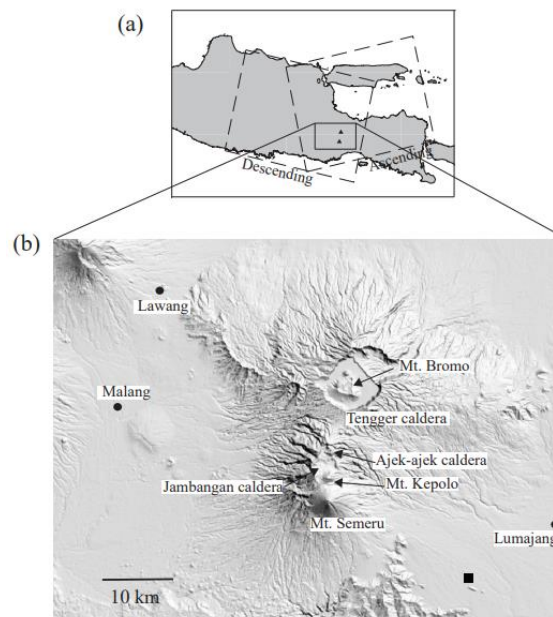 (a)
Descending
Ascending
(b)
Lawang
Mt. Bromo
Malang
Tengger caldera
Ajek-ajek caldera
Jambangan caldera
Mt. Kepolo
Mt. Semeru
Lumajang
10 km